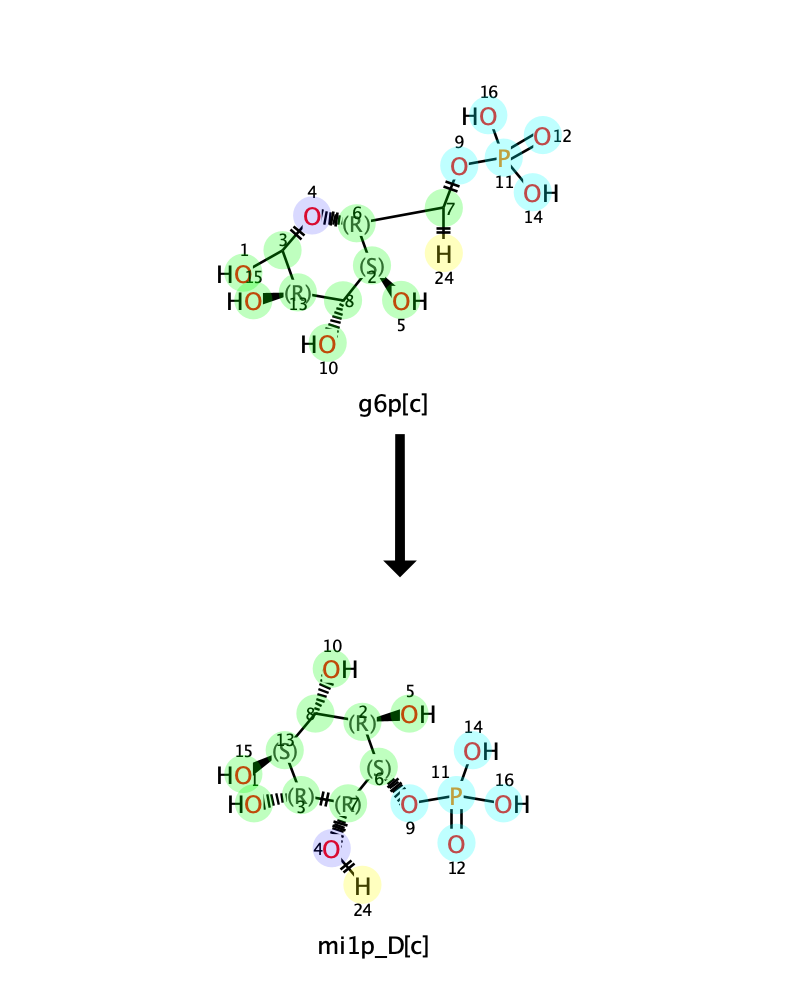 16
HO
9
O
O 12
P
11
OH
14
4
O
6
(R)
7
3
H
24
1
HO
15
HO
(R)
13
8
(S)
2
OH
5
HO
10
g6p[c]
10
OH
8
2
(R)
5
OH
13
(S)
15
HO
1
HO
(R)
3
(S)
6
(R)
7
14
OH
11
P
16
OH
O
9
O
12
4 O
H
24
mi1p_D[c]